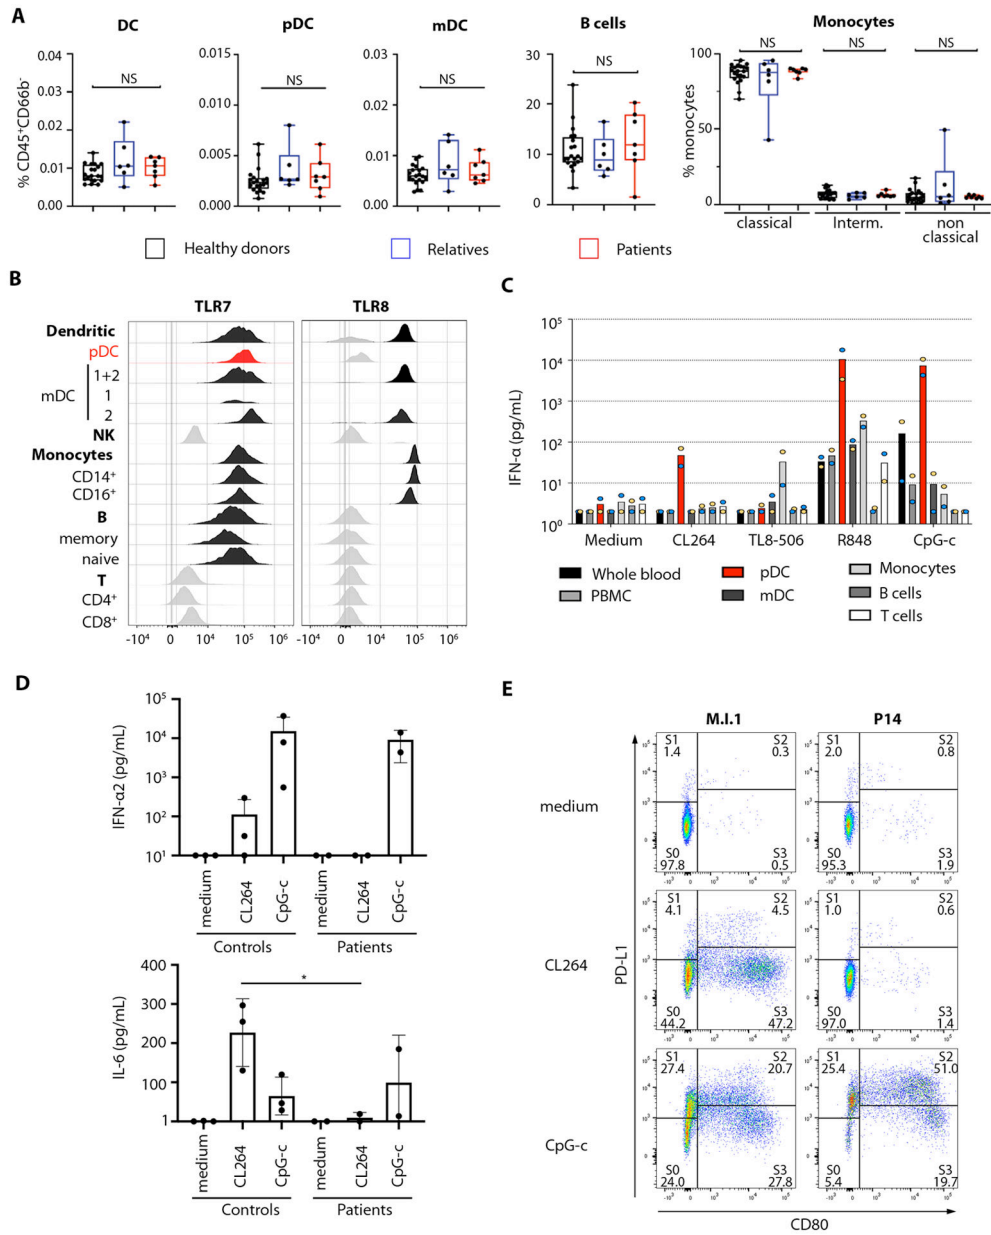 A
DC
pDC
mDC
B cells
Monocytes
% CD45⁺CD66b⁻
0.04
0.03
0.02
0.01
0.00
NS
0.015
0.010
0.005
0.000
NS
0.03
0.02
0.01
0.00
NS
30
20
10
0
NS
% monocytes
100
50
0
NS
NS
NS
classical
Interm.
non
classical
Healthy donors
Relatives
Patients
B
TLR7
TLR8
Dendritic
pDC
mDC
1+2
1
2
NK
Monocytes
CD14⁺
CD16⁺
B
memory
naive
T
CD4⁺
CD8⁺
-10⁴ 0 10⁴ 10⁵ 10⁶
-10⁴ 0 10⁴ 10⁵ 10⁶
C
IFN-α (pg/mL)
10⁵
10⁴
10³
10²
10¹
10⁰
Medium
CL264
TL8-506
R848
CpG-c
Whole blood
PBMC
pDC
mDC
Monocytes
B cells
T cells
D
IFN-α2 (pg/mL)
10⁵
10⁴
10³
10²
10¹
medium
CL264
CpG-c
medium
CL264
CpG-c
Controls
Patients
IL-6 (pg/mL)
400
300
200
100
1
*
medium
CL264
CpG-c
medium
CL264
CpG-c
Controls
Patients
E
M.I.1
P14
medium
S1
1.4
S2
0.3
S0
97.8
S3
0.5
S1
2.0
S2
0.8
S0
95.3
S3
1.9
CL264
S1
4.1
S2
4.5
S0
44.2
S3
47.2
S1
1.0
S2
0.6
S0
97.0
S3
1.4
CpG-c
S1
27.4
S2
20.7
S0
24.0
S3
27.8
S1
25.4
S2
51.0
S0
5.4
S3
19.7
PD-L1
CD80